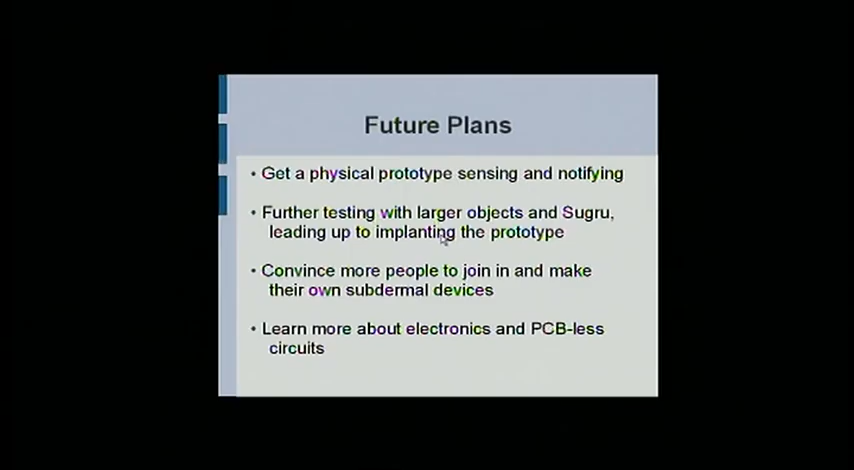 Future Plans
• Get a physical prototype sensing and notifying
• Further testing with larger objects and Sugru,
leading up to implanting the prototype
• Convince more people to join in and make
their own subdermal devices
• Learn more about electronics and PCB-less
circuits